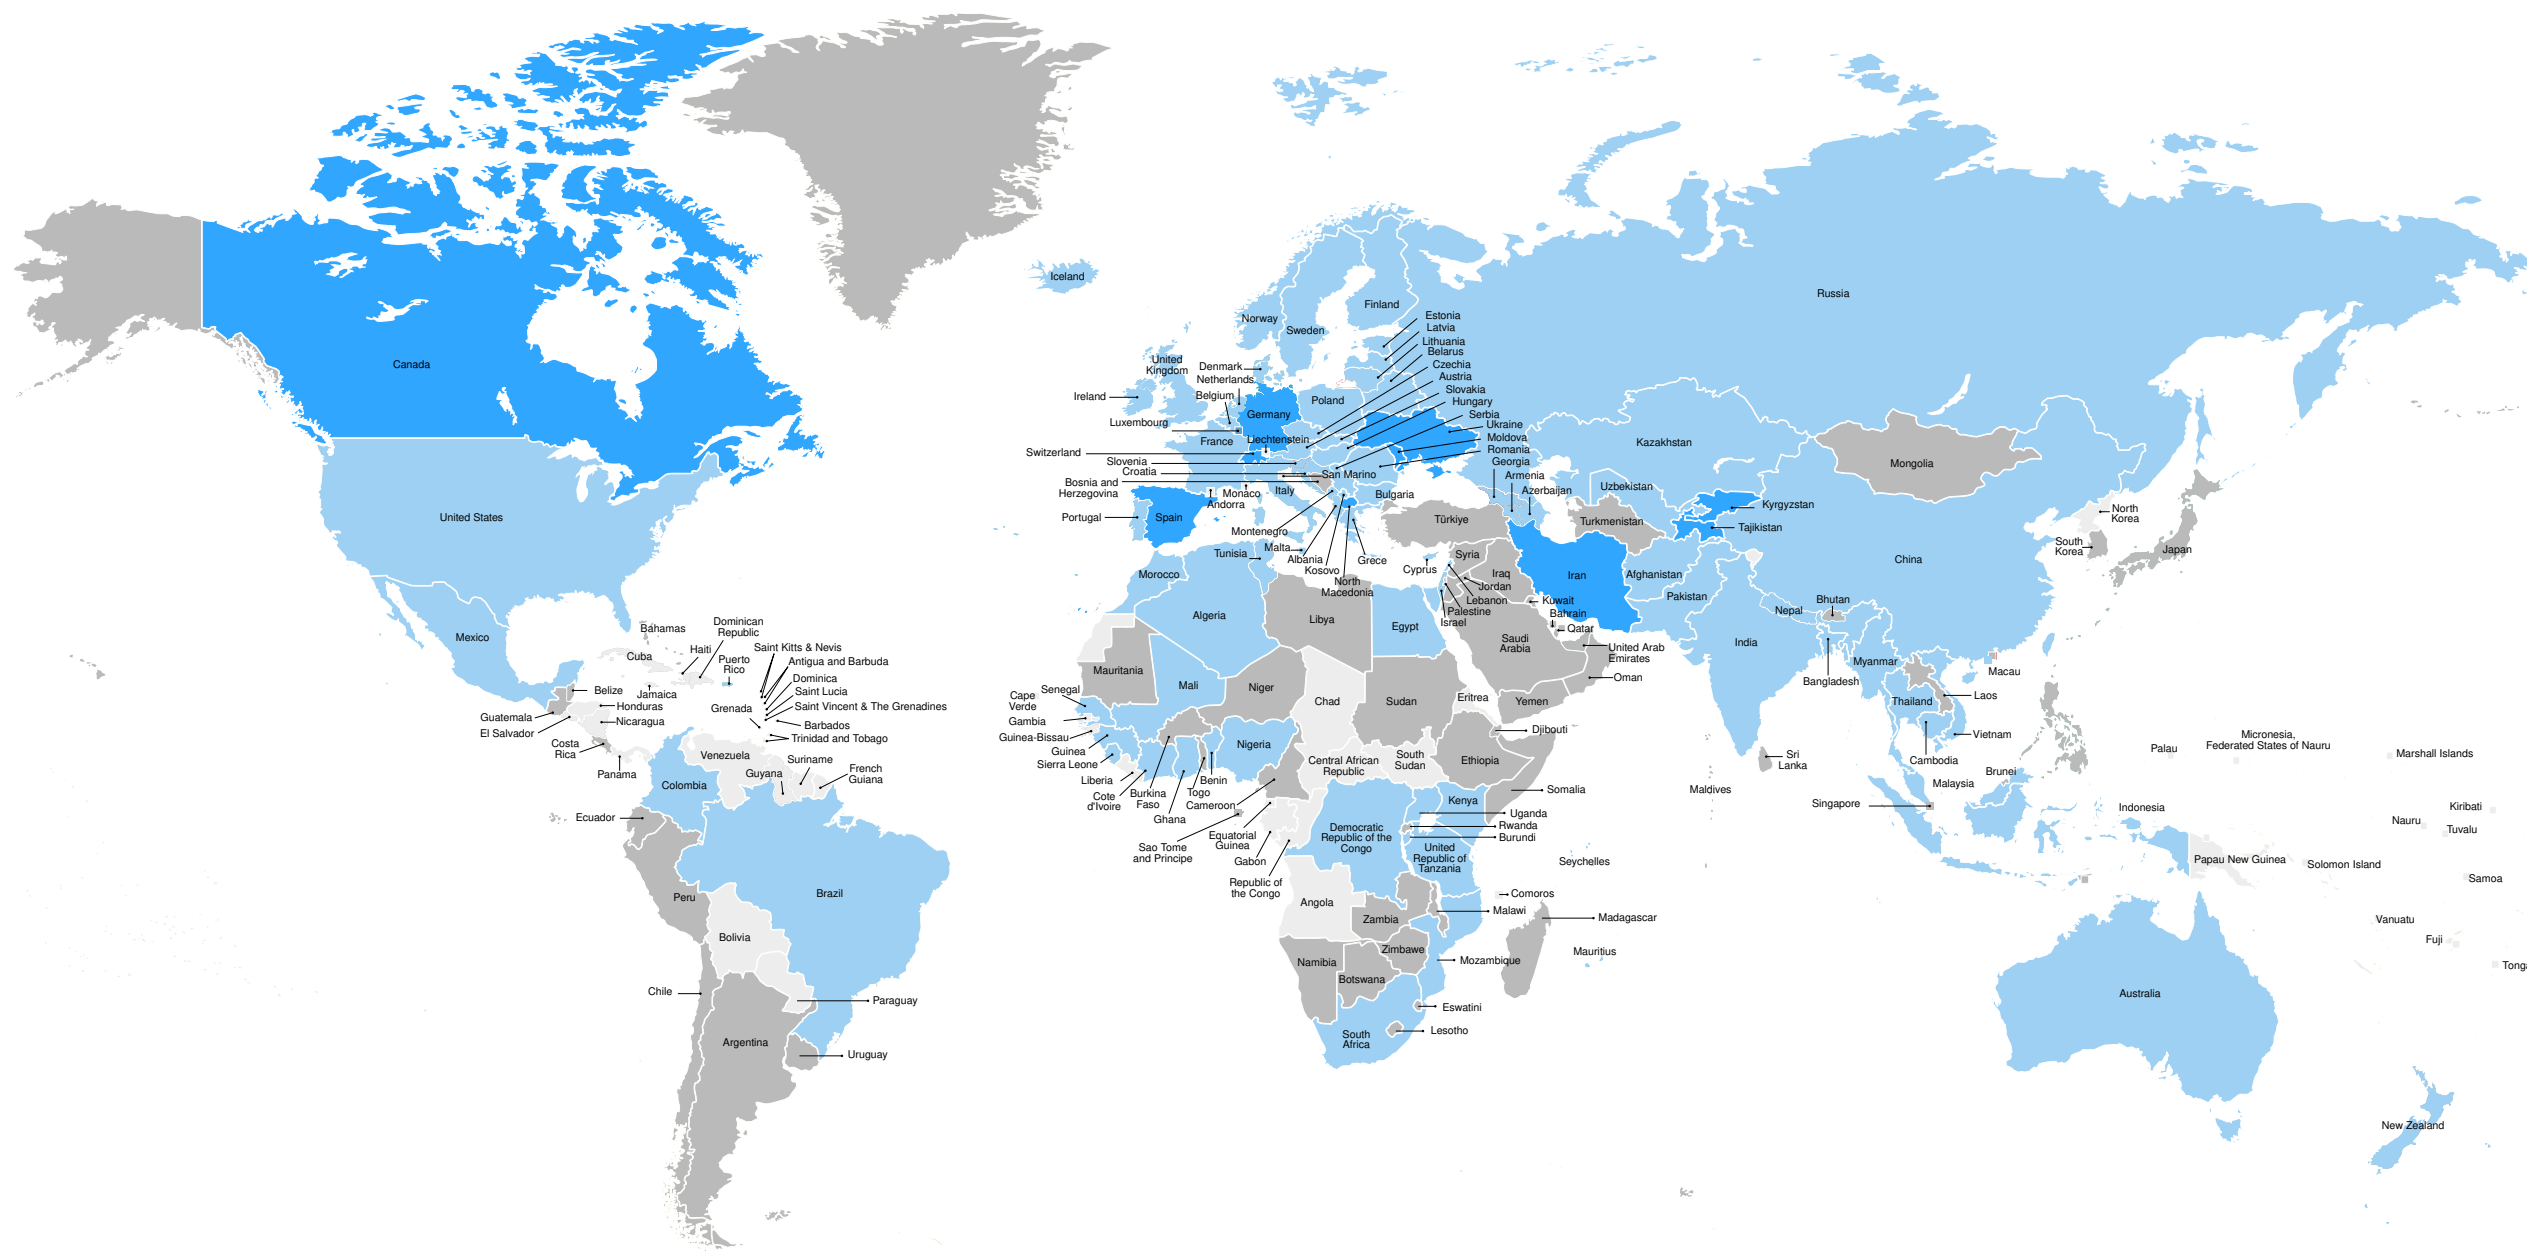 Canada
United States
Mexico
Bahamas
Cuba
Haiti
Dominican
Republic
Puerto
Rico
Saint Kitts & Nevis
Antigua and Barbuda
Dominica
Saint Lucia
Saint Vincent & The Grenadines
Grenada
Barbados
Trinidad and Tobago
Jamaica
Belize
Honduras
Nicaragua
Guatemala
El Salvador
Costa
Rica
Panama
Venezuela
Guyana
Suriname
French
Guiana
Colombia
Ecuador
Peru
Brazil
Bolivia
Chile
Paraguay
Argentina
Uruguay
Iceland
Norway
Sweden
Finland
Russia
Estonia
Latvia
Lithuania
Belarus
Czechia
Austria
Slovakia
Hungary
Serbia
Ukraine
Moldova
Romania
Georgia
Armenia
Azerbaijan
United
Kingdom
Denmark
Netherlands
Belgium
Ireland
Luxembourg
Germany
Poland
France
Liechtenstein
Switzerland
Slovenia
Croatia
Bosnia and
Herzegovina
San Marino
Monaco
Andorra
Italy
Bulgaria
Portugal
Spain
Montenegro
Albania
Kosovo
North
Macedonia
Greece
Malta
Tunisia
Cyprus
Türkiye
Syria
Iraq
Jordan
Lebanon
Palestine
Israel
Kuwait
Bahrain
Qatar
United Arab
Emirates
Oman
Saudi
Arabia
Yemen
Iran
Kazakhstan
Uzbekistan
Turkmenistan
Kyrgyzstan
Tajikistan
Afghanistan
Pakistan
Mongolia
China
North
Korea
South
Korea
Japan
Nepal
Bhutan
India
Bangladesh
Myanmar
Macau
Laos
Thailand
Vietnam
Cambodia
Sri
Lanka
Maldives
Malaysia
Brunei
Singapore
Indonesia
Morocco
Algeria
Libya
Egypt
Mauritania
Mali
Niger
Chad
Sudan
Eritrea
Djibouti
Cape
Verde
Senegal
Gambia
Guinea-Bissau
Guinea
Sierra Leone
Liberia
Cote
d'Ivoire
Burkina
Faso
Ghana
Togo
Benin
Nigeria
Cameroon
Central African
Republic
South
Sudan
Ethiopia
Somalia
Sao Tome
and Principe
Equatorial
Guinea
Gabon
Republic of
the Congo
Democratic
Republic of the
Congo
Kenya
Uganda
Rwanda
Burundi
United
Republic of
Tanzania
Seychelles
Comoros
Angola
Zambia
Malawi
Madagascar
Mauritius
Mozambique
Zimbawe
Namibia
Botswana
Eswatini
Lesotho
South
Africa
Palau
Micronesia,
Federated States of Nauru
Marshall Islands
Kiribati
Nauru
Tuvalu
Papau New Guinea
Solomon Island
Samoa
Vanuatu
Fuji
Australia
New Zealand